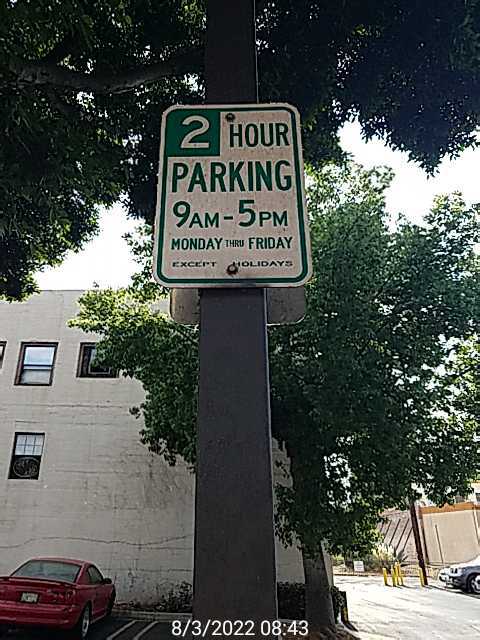 2 HOUR
PARKING
9AM-5PM
MONDAY THRU FRIDAY
EXCEPT HOLIDAYS
8/3/2022 08:43